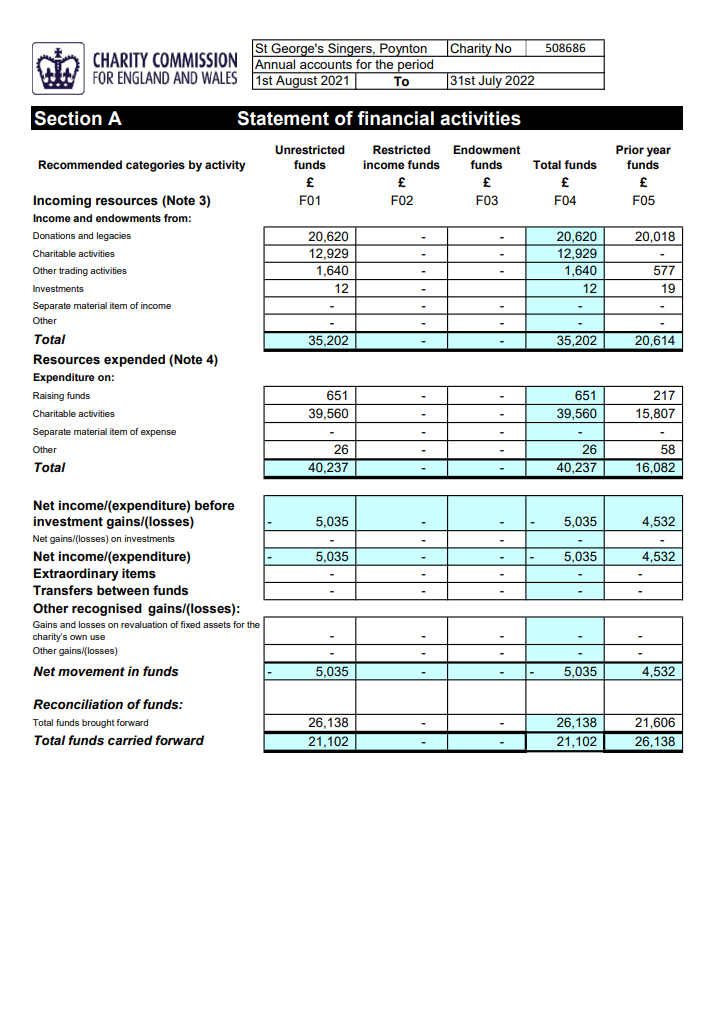 CHARITY COMMISSION
FOR ENGLAND AND WALES
St George's Singers, Poynton Charity No 508686
Annual accounts for the period
1st August 2021 To 31st July 2022
Section A Statement of financial activities
Recommended categories by activity Unrestricted funds Restricted income funds Endowment funds Total funds Prior year funds
£ £ £ £ £
Incoming resources (Note 3) F01 F02 F03 F04 F05
Income and endowments from:
Donations and legacies 20,620 - - 20,620 20,018
Charitable activities 12,929 - - 12,929 -
Other trading activities 1,640 - - 1,640 577
Investments 12 - - 12 19
Separate material item of income - - - - -
Other - - - - -
Total 35,202 - - 35,202 20,614
Resources expended (Note 4)
Expenditure on:
Raising funds 651 - - 651 217
Charitable activities 39,560 - - 39,560 15,807
Separate material item of expense - - - - -
Other 26 - - 26 58
Total 40,237 - - 40,237 16,082
Net income/(expenditure) before
investment gains/(losses) - 5,035 - - - 5,035 4,532
Net gains/(losses) on investments - - - - -
Net income/(expenditure) - 5,035 - - - 5,035 4,532
Extraordinary items - - - - -
Transfers between funds - - - - -
Other recognised gains/(losses):
Gains and losses on revaluation of fixed assets for the
charity's own use - - - - -
Other gains/(losses) - - - - -
Net movement in funds - 5,035 - - - 5,035 4,532
Reconciliation of funds:
Total funds brought forward 26,138 - - 26,138 21,606
Total funds carried forward 21,102 - - 21,102 26,138